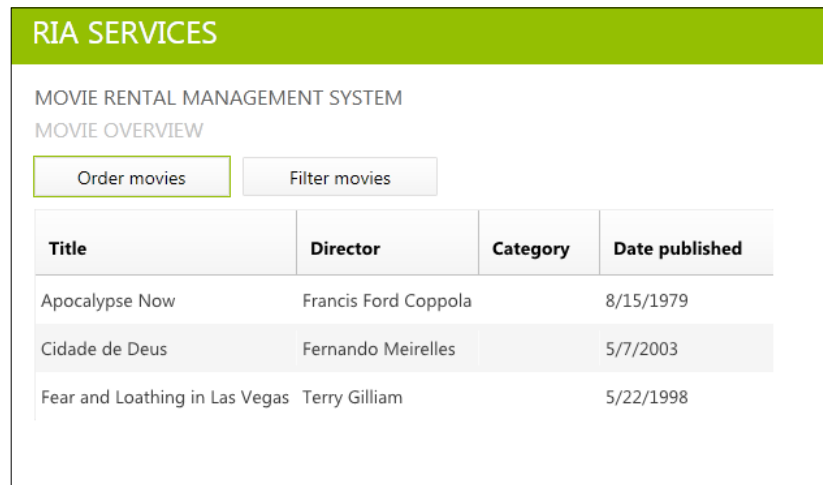 RIA SERVICES
MOVIE RENTAL MANAGEMENT SYSTEM
MOVIE OVERVIEW
Order movies Filter movies
Title Director Category Date published
Apocalypse Now Francis Ford Coppola 8/15/1979
Cidade de Deus Fernando Meirelles 5/7/2003
Fear and Loathing in Las Vegas Terry Gilliam 5/22/1998